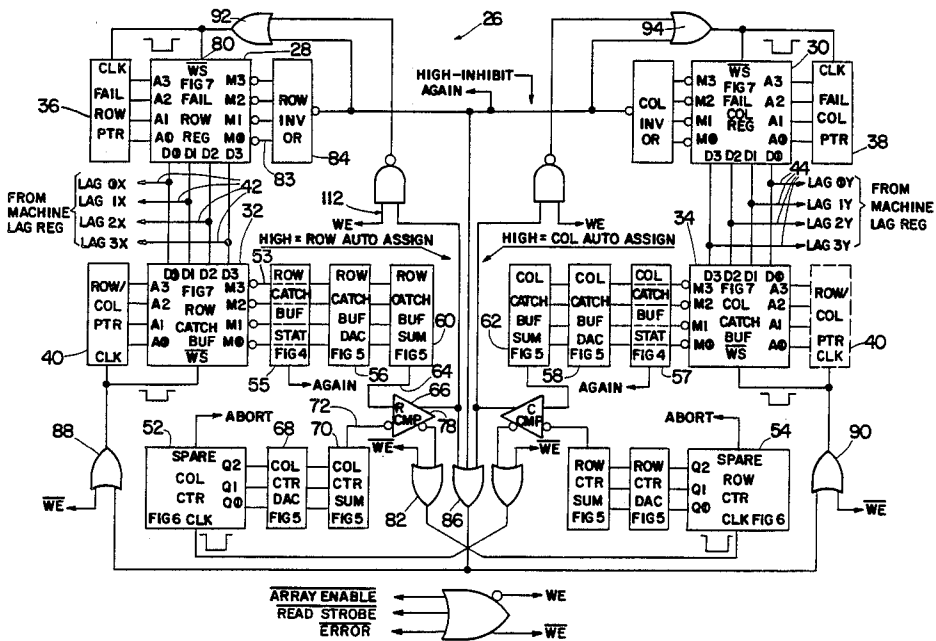 92
26
94
80
28
30
CLK
FAIL
ROW
PTR
36
A3
A2
A1
A0
WS
FIG 7
FAIL
ROW
REG
D0 D1 D2 D3
M3
M2
M1
M0
ROW
INV
OR
83
84
HIGH-INHIBIT
AGAIN
COL
INV
OR
M3
M2
M1
M0
WS
FIG 7
FAIL
COL
REG
D3 D2 D1 D0
A3
A2
A1
A0
CLK
FAIL
COL
PTR
38
FROM
MACHINE
LAG REG
LAG 0X
LAG 1X
LAG 2X
LAG 3X
42
32
112
WE
WE
HIGH = ROW AUTO ASSIGN
HIGH = COL AUTO ASSIGN
34
44
LAG 0Y
LAG 1Y
LAG 2Y
LAG 3Y
FROM
MACHINE
LAG REG
ROW/
COL
PTR
CLK
40
A3
A2
A1
A0
D0 D1 D2 D3
FIG 7
ROW
CATCH
BUF
WS
M3
M2
M1
M0
53
ROW
CATCH
BUF
STAT
FIG 4
55
ROW
CATCH
BUF
DAC
FIG 5
56
ROW
CATCH
BUF
SUM
FIG 5
60
64
AGAIN
COL
CATCH
BUF
SUM
FIG 5
62
COL
CATCH
BUF
DAC
FIG 5
58
COL
CATCH
BUF
STAT
FIG 4
57
AGAIN
M3
M2
M1
M0
D3 D2 D1 D0
FIG 7
COL
CATCH
BUF
WS
A3
A2
A1
A0
ROW/
COL
PTR
CLK
40
66
R
CMP
78
C
CMP
72
WE
WE
88
WE
52
ABORT
SPARE
COL
CTR
FIG 6 CLK
Q2
Q1
Q0
68
COL
CTR
DAC
FIG 5
70
COL
CTR
SUM
FIG 5
82
86
ROW
CTR
SUM
FIG 5
ROW
CTR
DAC
FIG 5
ABORT
54
SPARE
ROW
CTR
CLK FIG 6
Q2
Q1
Q0
90
WE
ARRAY ENABLE
READ STROBE
ERROR
WE
WE